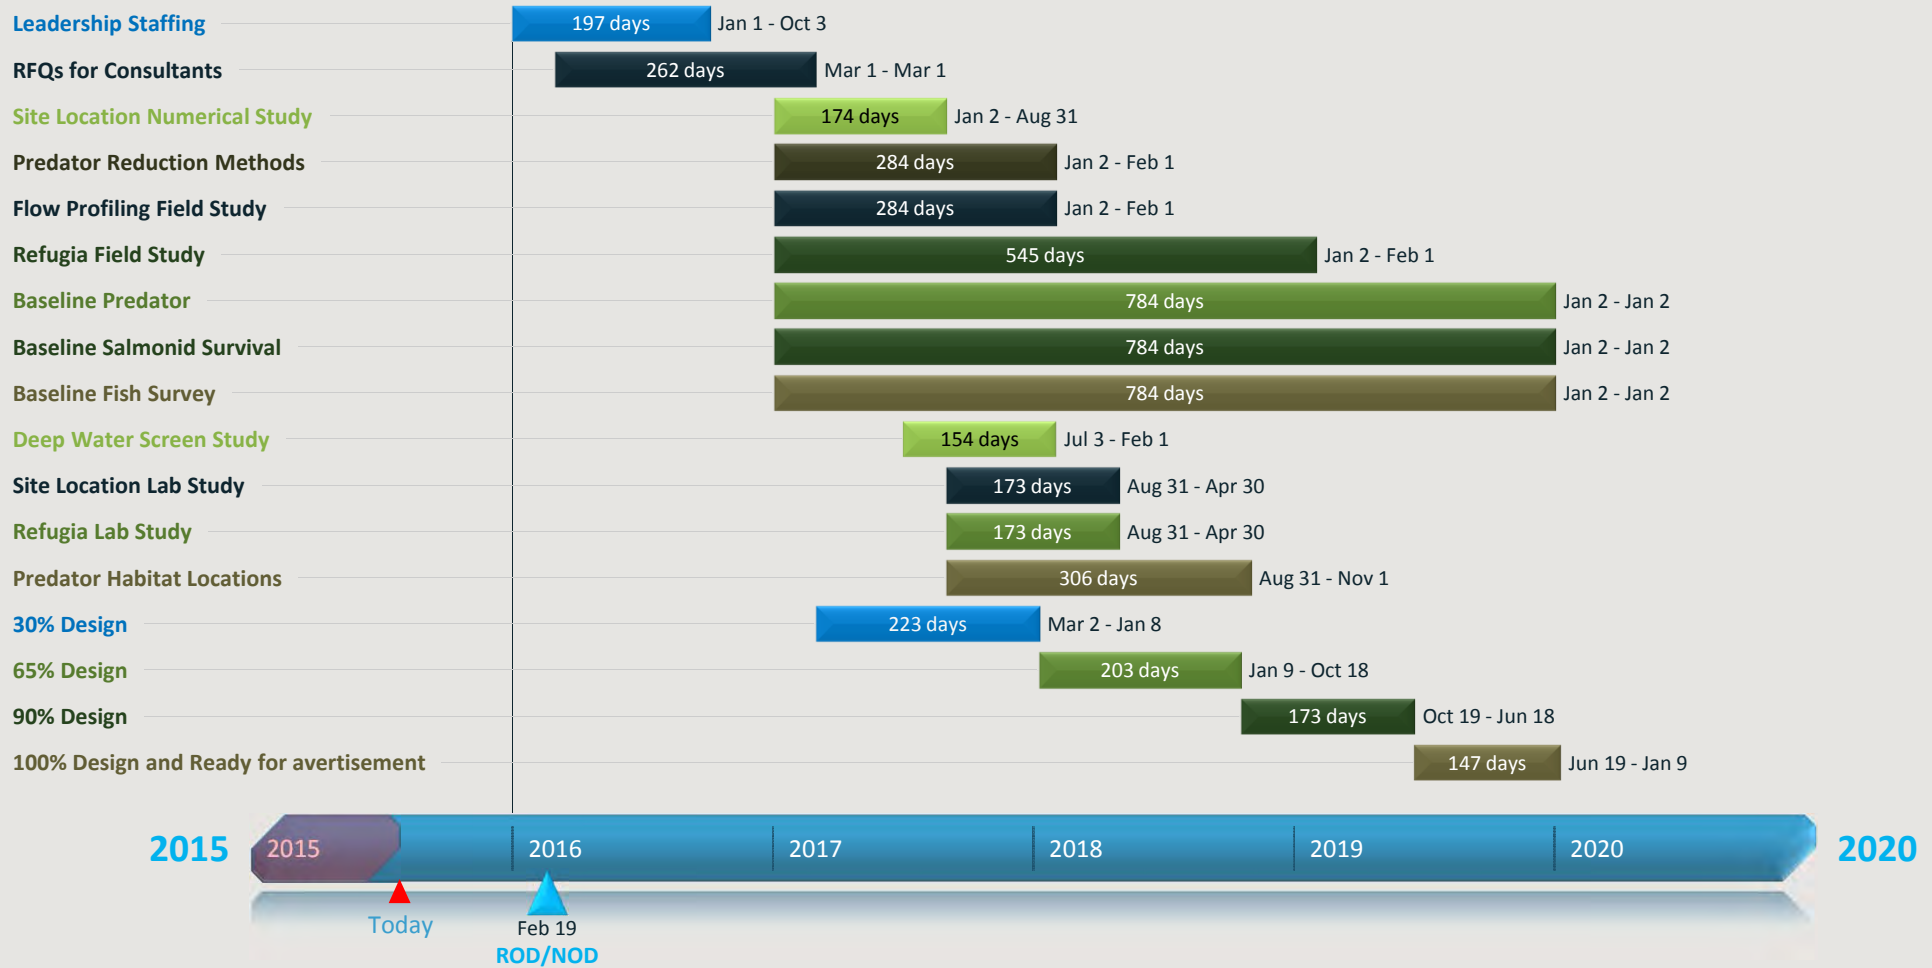 Leadership Staffing 197 days Jan 1 - Oct 3
RFQs for Consultants 262 days Mar 1 - Mar 1
Site Location Numerical Study 174 days Jan 2 - Aug 31
Predator Reduction Methods 284 days Jan 2 - Feb 1
Flow Profiling Field Study 284 days Jan 2 - Feb 1
Refugia Field Study 545 days Jan 2 - Feb 1
Baseline Predator 784 days Jan 2 - Jan 2
Baseline Salmonid Survival 784 days Jan 2 - Jan 2
Baseline Fish Survey 784 days Jan 2 - Jan 2
Deep Water Screen Study 154 days Jul 3 - Feb 1
Site Location Lab Study 173 days Aug 31 - Apr 30
Refugia Lab Study 173 days Aug 31 - Apr 30
Predator Habitat Locations 306 days Aug 31 - Nov 1
30% Design 223 days Mar 2 - Jan 8
65% Design 203 days Jan 9 - Oct 18
90% Design 173 days Oct 19 - Jun 18
100% Design and Ready for avertisement 147 days Jun 19 - Jan 9
2015 2015 2016 2017 2018 2019 2020 2020
Today
Feb 19
ROD/NOD